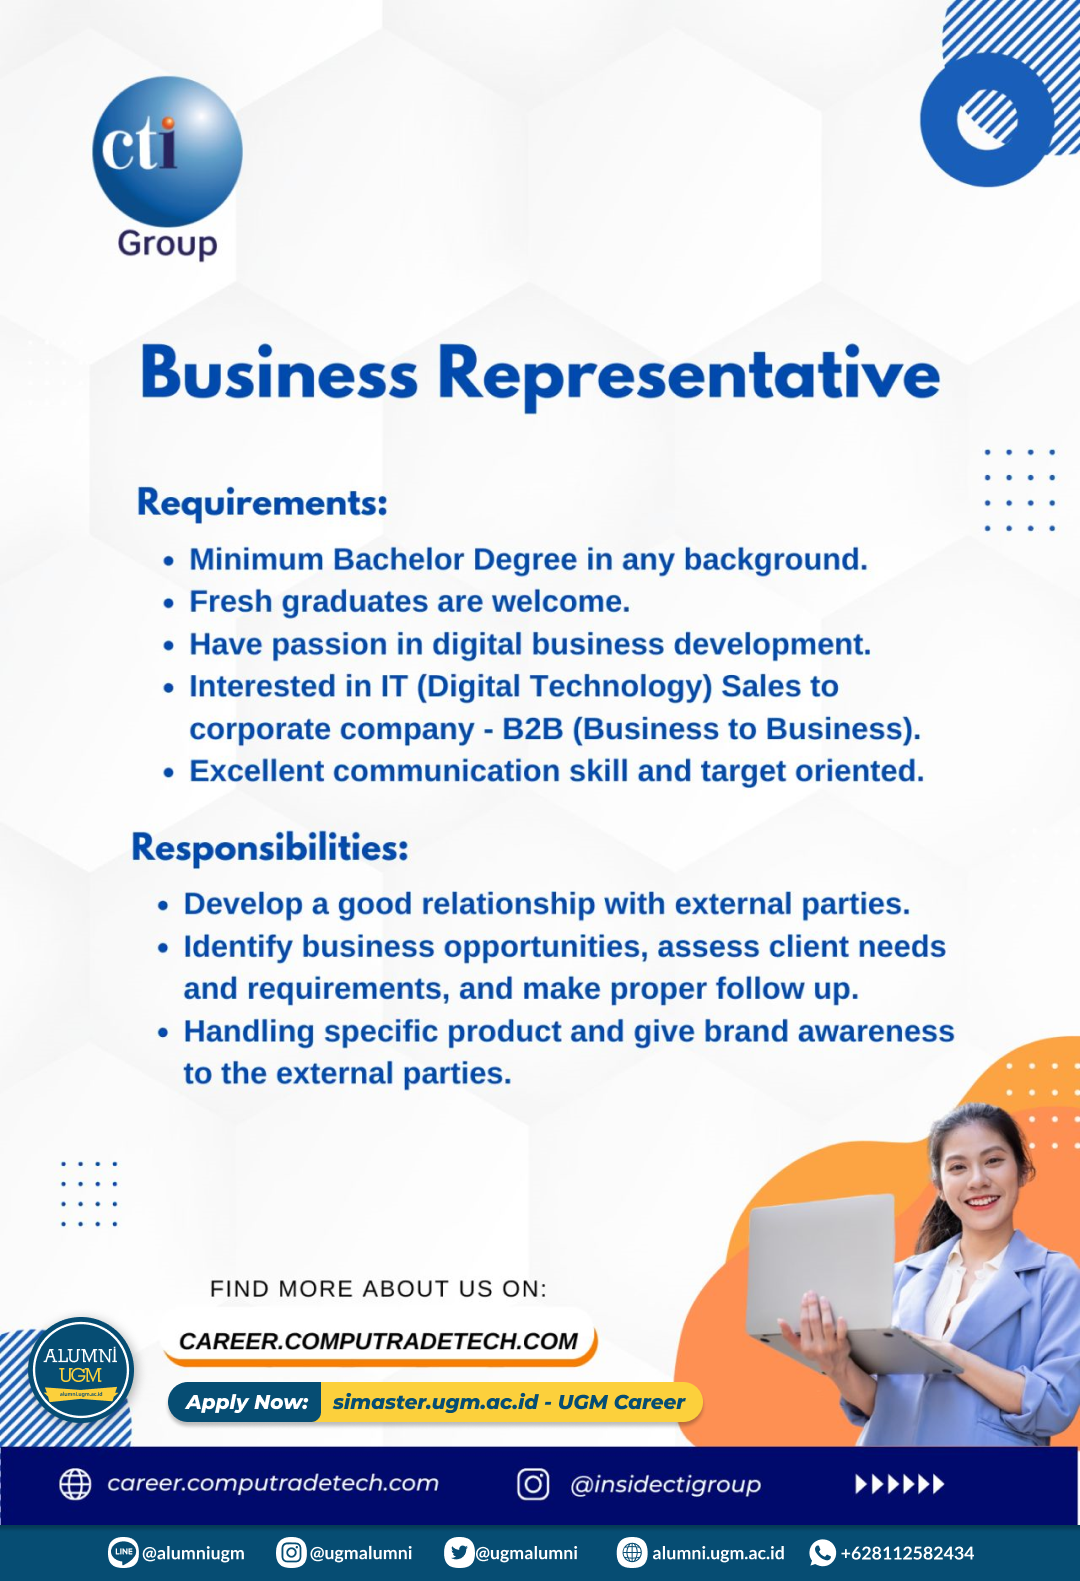 cti
Group
Business Representative
Requirements:
• Minimum Bachelor Degree in any background.
• Fresh graduates are welcome.
• Have passion in digital business development.
• Interested in IT (Digital Technology) Sales to
corporate company - B2B (Business to Business).
• Excellent communication skill and target oriented.
Responsibilities:
• Develop a good relationship with external parties.
• Identify business opportunities, assess client needs
and requirements, and make proper follow up.
• Handling specific product and give brand awareness
to the external parties.
FIND MORE ABOUT US ON:
CAREER.COMPUTRADETECH.COM
ALUMNI
UGM
alumni.ugm.ac.id
Apply Now: simaster.ugm.ac.id - UGM Career
career.computradetech.com @insidectigroup
LINE @alumniugm @ugmalumni @ugmalumni alumni.ugm.ac.id +628112582434